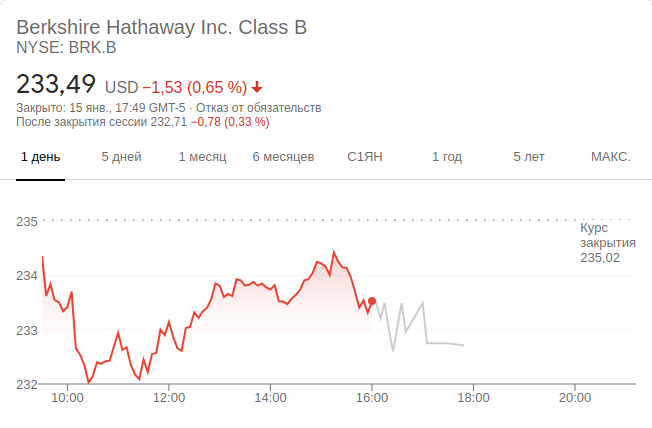 Berkshire Hathaway Inc. Class B
NYSE: BRK.B
233,49 USD −1,53 (0,65 %)
Закрыто: 15 янв., 17:49 GMT-5 · Отказ от обязательств
После закрытия сессии 232,71 −0,78 (0,33 %)
1 день 5 дней 1 месяц 6 месяцев С1ЯН 1 год 5 лет МАКС.
235
Курс
закрытия
235,02
234
233
232
10:00 12:00 14:00 16:00 18:00 20:00